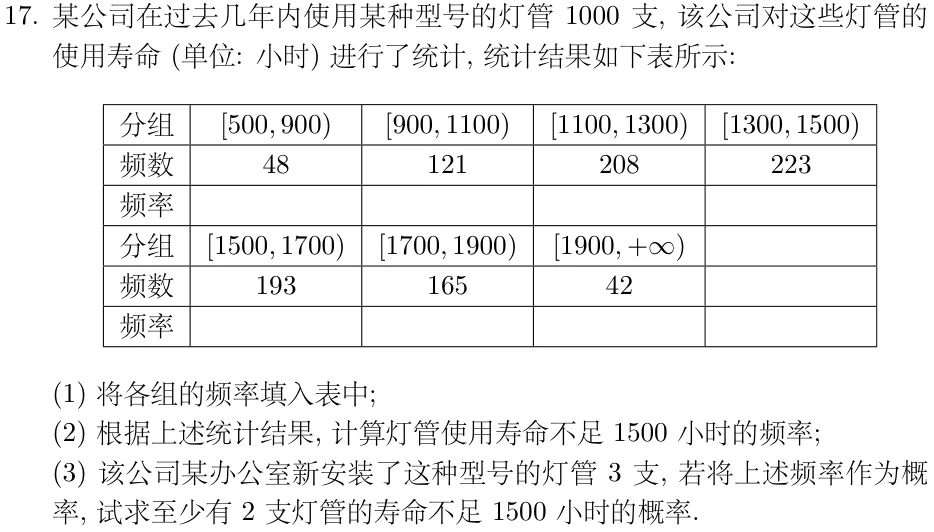 17. 某公司在过去几年内使用某种型号的灯管 1000 支, 该公司对这些灯管的
使用寿命 (单位: 小时) 进行了统计, 统计结果如下表所示:
分组 [500, 900) [900, 1100) [1100, 1300) [1300, 1500)
频数 48 121 208 223
频率
分组 [1500, 1700) [1700, 1900) [1900, +∞)
频数 193 165 42
频率
(1) 将各组的频率填入表中;
(2) 根据上述统计结果, 计算灯管使用寿命不足 1500 小时的频率;
(3) 该公司某办公室新安装了这种型号的灯管 3 支, 若将上述频率作为概
率, 试求至少有 2 支灯管的寿命不足 1500 小时的概率.